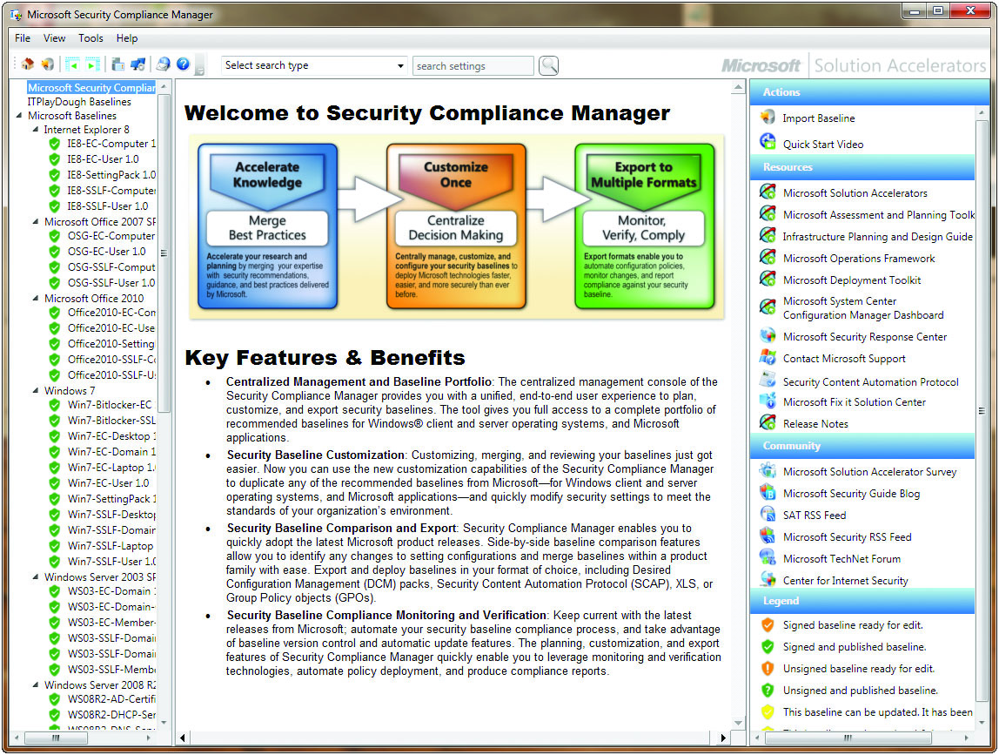 Microsoft Security Compliance Manager
File View Tools Help
Select search type
search settings
Microsoft Solution Accelerators
Microsoft Security Complian
ITPlayDough Baselines
Microsoft Baselines
Internet Explorer 8
IE8-EC-Computer 1
IE8-EC-User 1.0
IE8-SettingPack 1.0
IE8-SSLF-Computer
IE8-SSLF-User 1.0
Microsoft Office 2007 SP
OSG-EC-Computer
OSG-EC-User 1.0
OSG-SSLF-Comput
OSG-SSLF-User 1.0
Microsoft Office 2010
Office2010-EC-Com
Office2010-EC-Use
Office2010-Setting
Office2010-SSLF-Co
Office2010-SSLF-Us
Windows 7
Win7-Bitlocker-EC
Win7-Bitlocker-SSL
Win7-EC-Desktop 1
Win7-EC-Domain 1
Win7-EC-Laptop 1.
Win7-EC-User 1.0
Win7-SettingPack 1
Win7-SSLF-Desktop
Win7-SSLF-Domain
Win7-SSLF-Laptop
Win7-SSLF-User 1.0
Windows Server 2003 SP
WS03-EC-Domain
WS03-EC-Domain-
WS03-EC-Member-
WS03-SSLF-Domai
WS03-SSLF-Domai
WS03-SSLF-Membe
Windows Server 2008 R2
WS08R2-AD-Certifi
WS08R2-DHCP-Ser
WS08R2-DNS-Serv
Welcome to Security Compliance Manager
Accelerate
Knowledge
Merge
Best Practices
Accelerate your research and
planning by merging your expertise
with security recommendations,
guidance, and best practices delivered
by Microsoft.
Customize
Once
Centralize
Decision Making
Centrally manage, customize, and
configure your security baselines to
deploy Microsoft technologies faster,
easier, and more securely than ever
before.
Export to
Multiple Formats
Monitor,
Verify, Comply
Export formats enable you to
automate configuration policies,
monitor changes, and report
compliance against your security
baseline.
Key Features & Benefits
• Centralized Management and Baseline Portfolio: The centralized management console of the
Security Compliance Manager provides you with a unified, end-to-end user experience to plan,
customize, and export security baselines. The tool gives you full access to a complete portfolio of
recommended baselines for Windows® client and server operating systems, and Microsoft
applications.
• Security Baseline Customization: Customizing, merging, and reviewing your baselines just got
easier. Now you can use the new customization capabilities of the Security Compliance Manager
to duplicate any of the recommended baselines from Microsoft—for Windows client and server
operating systems, and Microsoft applications—and quickly modify security settings to meet the
standards of your organization's environment.
• Security Baseline Comparison and Export: Security Compliance Manager enables you to
quickly adopt the latest Microsoft product releases. Side-by-side baseline comparison features
allow you to identify any changes to setting configurations and merge baselines within a product
family with ease. Export and deploy baselines in your format of choice, including Desired
Configuration Management (DCM) packs, Security Content Automation Protocol (SCAP), XLS, or
Group Policy objects (GPOs).
• Security Baseline Compliance Monitoring and Verification: Keep current with the latest
releases from Microsoft; automate your security baseline compliance process, and take advantage
of baseline version control and automatic update features. The planning, customization, and export
features of Security Compliance Manager quickly enable you to leverage monitoring and verification
technologies, automate policy deployment, and produce compliance reports.
Actions
Import Baseline
Quick Start Video
Resources
Microsoft Solution Accelerators
Microsoft Assessment and Planning Toolk
Infrastructure Planning and Design Guide
Microsoft Operations Framework
Microsoft Deployment Toolkit
Microsoft System Center
Configuration Manager Dashboard
Microsoft Security Response Center
Contact Microsoft Support
Security Content Automation Protocol
Microsoft Fix it Solution Center
Release Notes
Community
Microsoft Solution Accelerator Survey
Microsoft Security Guide Blog
SAT RSS Feed
Microsoft Security RSS Feed
Microsoft TechNet Forum
Center for Internet Security
Legend
Signed baseline ready for edit.
Signed and published baseline.
Unsigned baseline ready for edit.
Unsigned and published baseline.
This baseline can be updated. It has been